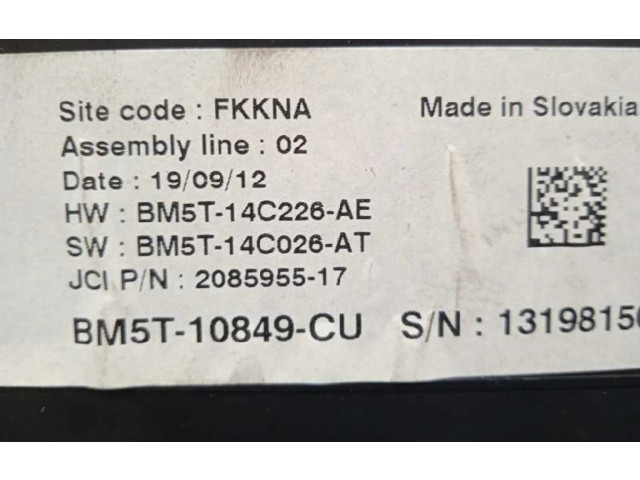 Site code : FKKNA
Made in Slovakia
Assembly line : 02
Date : 19/09/12
HW : BM5T-14C226-AE
SW : BM5T-14C026-AT
JCI P/N : 2085955-17
BM5T-10849-CU S/N : 1319815